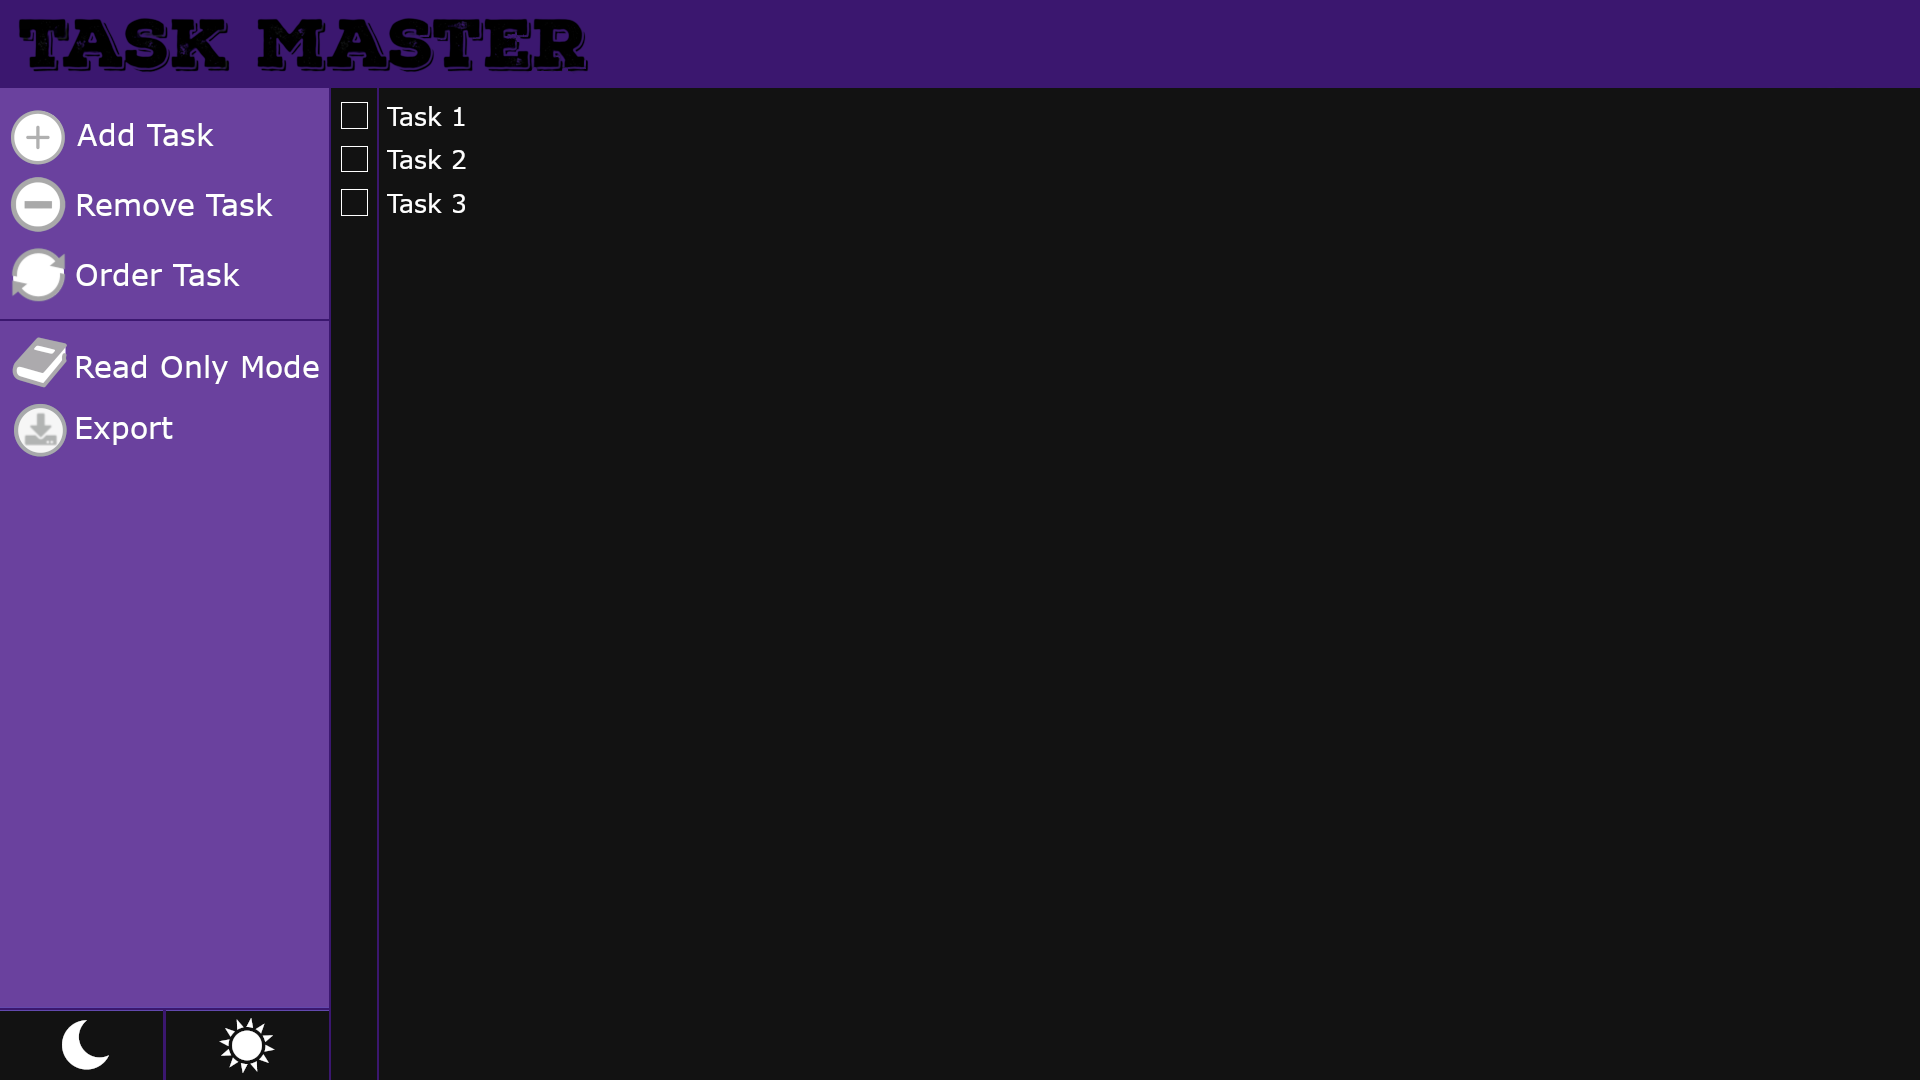 TASK MASTER
Add Task
Remove Task
Order Task
Read Only Mode
Export
Task 1
Task 2
Task 3